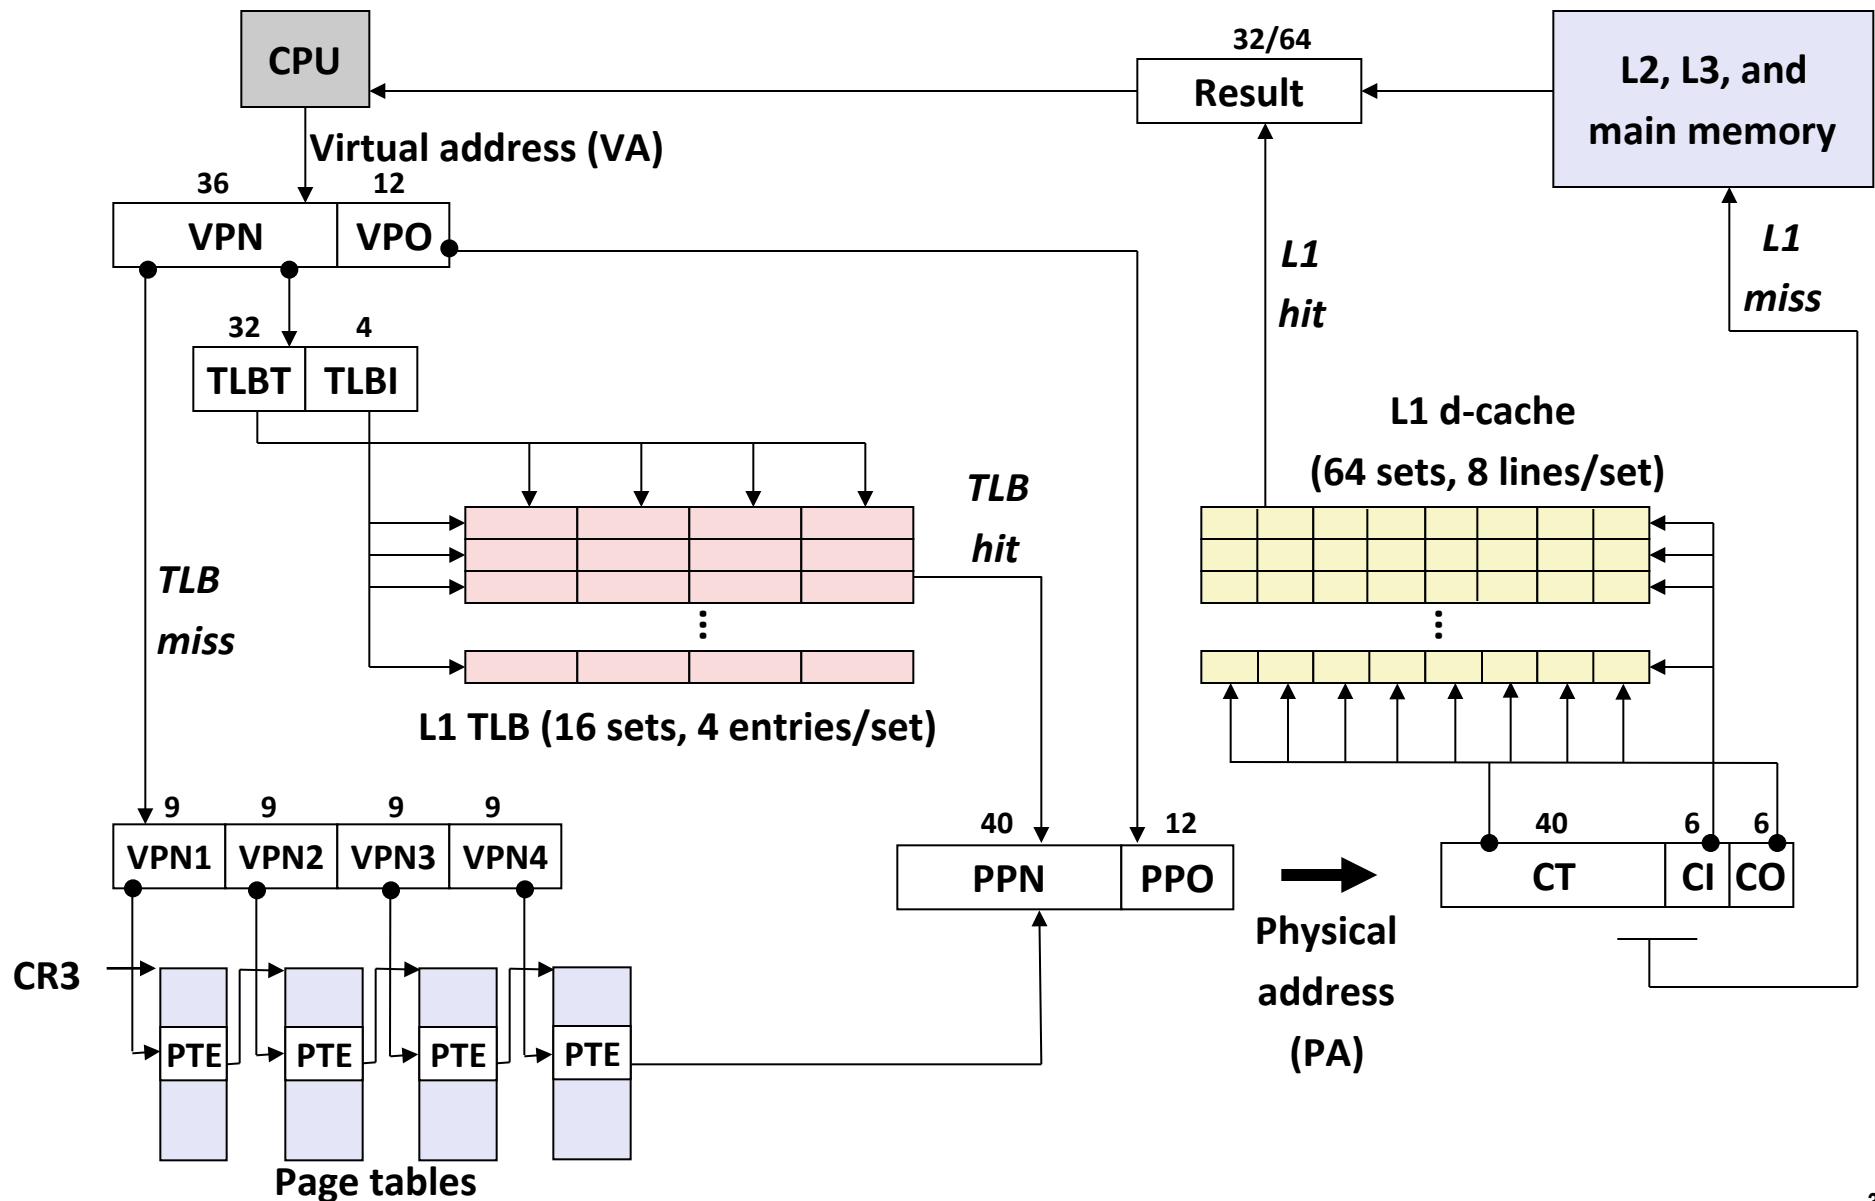 CPU
32/64
Result
L2, L3, and
main memory
Virtual address (VA)
36
12
VPN
VPO
L1
hit
L1
miss
32
4
TLBT
TLBI
L1 d-cache
(64 sets, 8 lines/set)
TLB
hit
TLB
miss
...
...
L1 TLB (16 sets, 4 entries/set)
9
9
9
9
VPN1
VPN2
VPN3
VPN4
40
12
PPN
PPO
40
6
6
CT
CI
CO
Physical
address
(PA)
CR3
PTE
PTE
PTE
PTE
Page tables